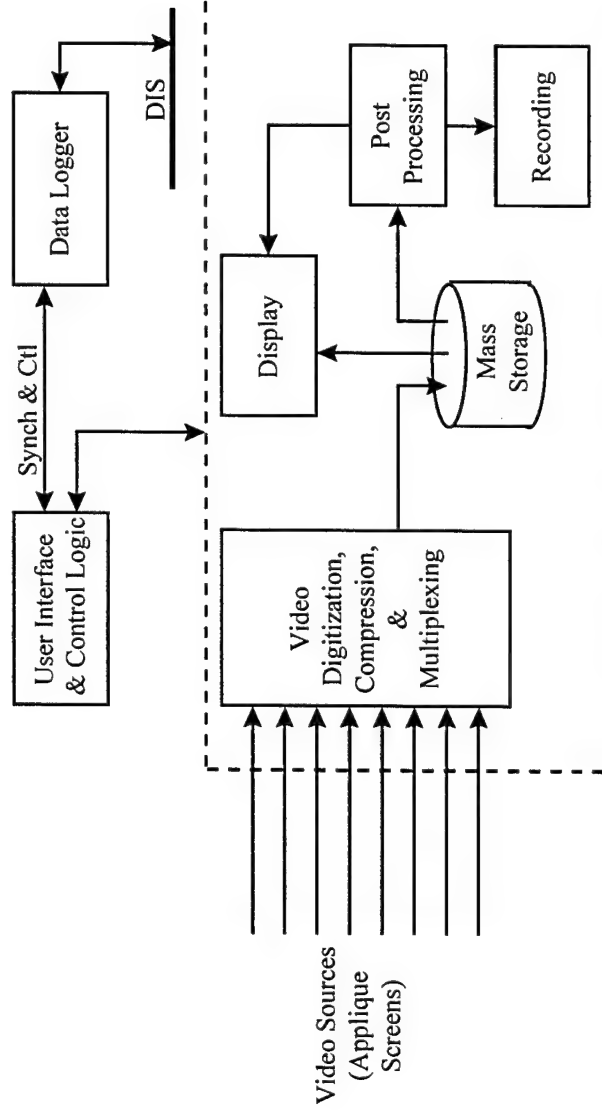 User Interface
& Control Logic
Synch & Ctl
Data Logger
DIS
Video Sources
(Applique
Screens)
Video
Digitization,
Compression,
&
Multiplexing
Display
Mass
Storage
Post
Processing
Recording